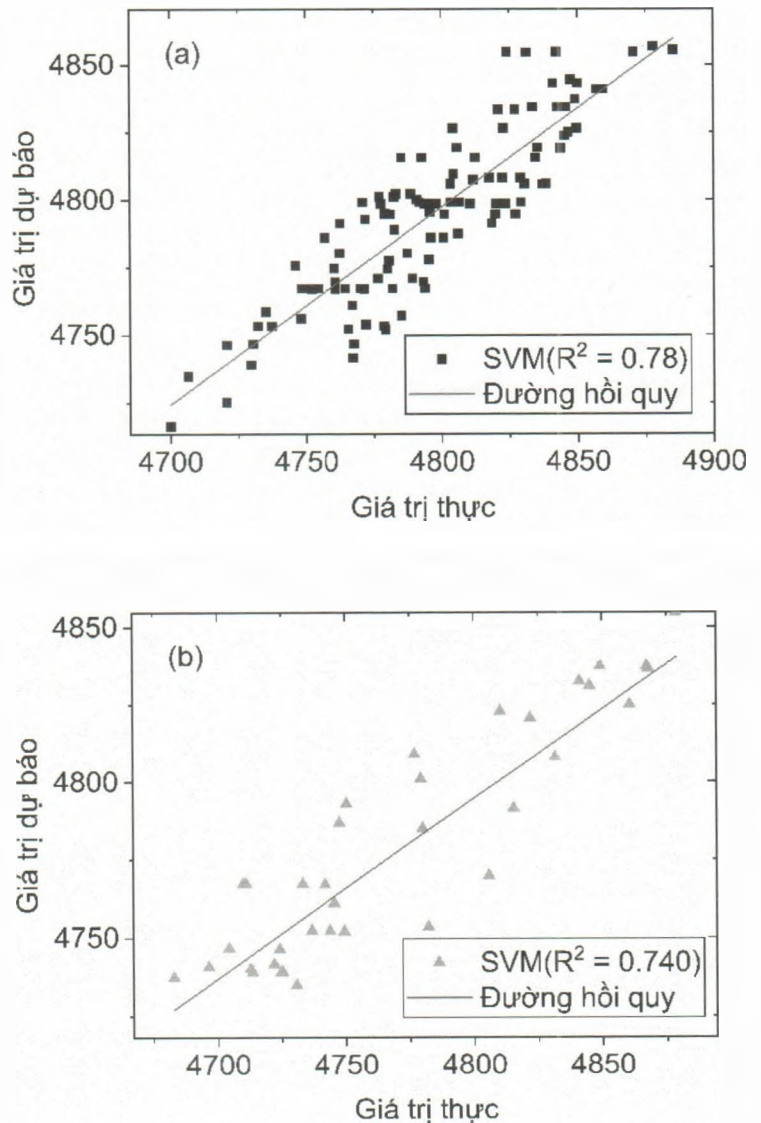 (a)
4850
4800
4750
Giá trị dự báo
SVM(R² = 0.78)
Đường hồi quy
4700 4750 4800 4850 4900
Giá trị thực
(b)
4850
4800
4750
Giá trị dự báo
SVM(R² = 0.740)
Đường hồi quy
4700 4750 4800 4850
Giá trị thực